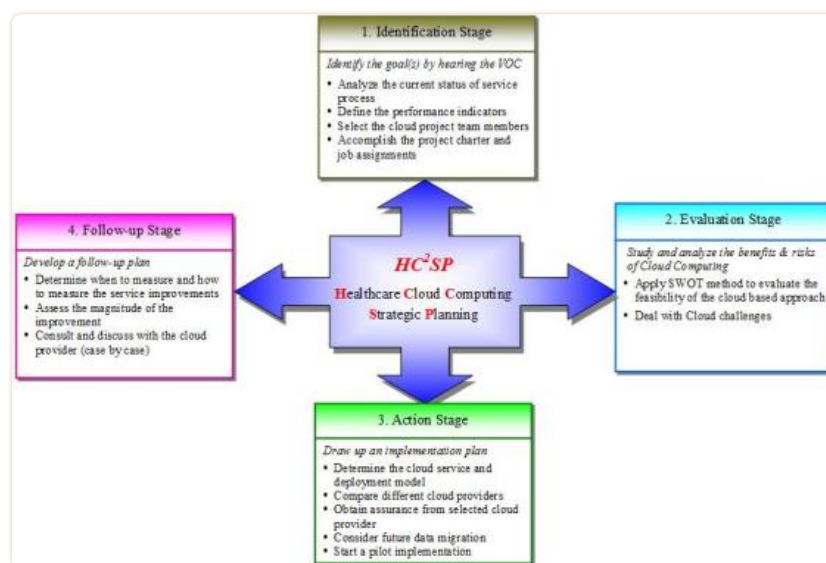 1. Identification Stage
Identify the goal(s) by hearing the VOC
• Analyze the current status of service
process
• Define the performance indicators
• Select the cloud project team members
• Accomplish the project charter and
job assignments
4. Follow-up Stage
Develop a follow-up plan
• Determine when to measure and how
to measure the service improvements
• Assess the magnitude of the
improvement
• Consult and discuss with the cloud
provider (case by case)
HC²SP
Healthcare Cloud Computing
Strategic Planning
2. Evaluation Stage
Study and analyze the benefits & risks
of Cloud Computing
• Apply SWOT method to evaluate the
feasibility of the cloud based approach
• Deal with Cloud challenges
3. Action Stage
Draw up an implementation plan
• Determine the cloud service and
deployment model
• Compare different cloud providers
• Obtain assurance from selected cloud
provider
• Consider future data migration
• Start a pilot implementation